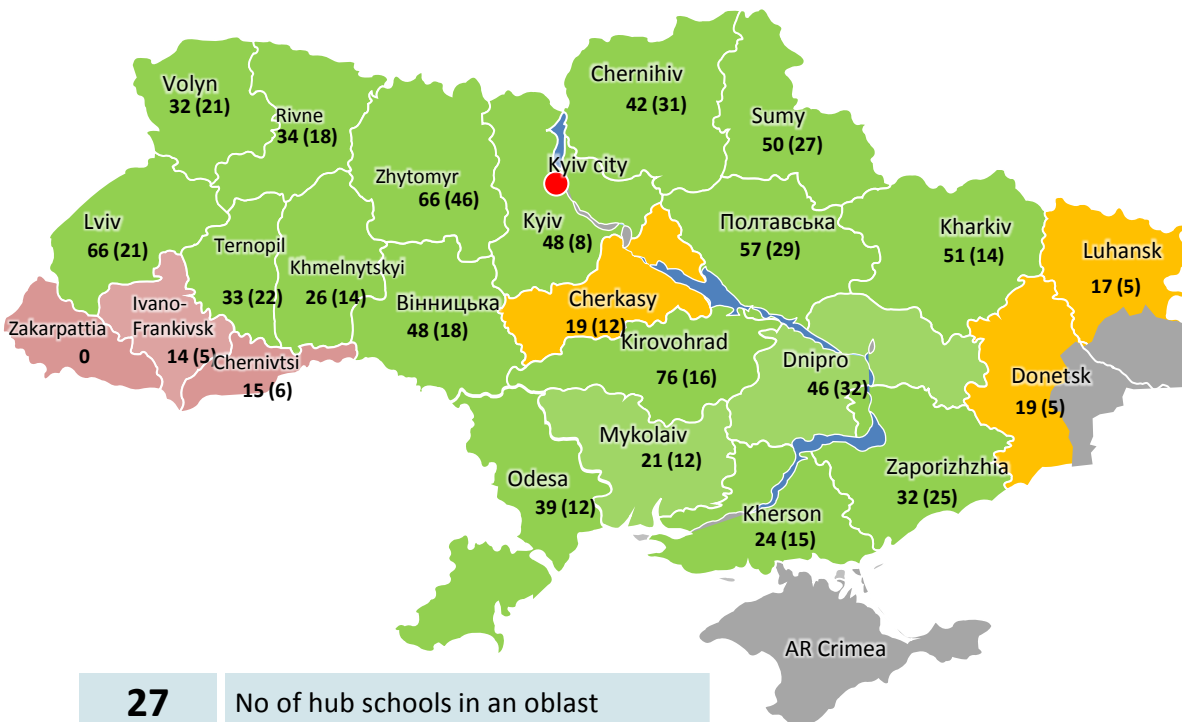 Volyn
32 (21)
Rivne
34 (18)
Chernihiv
42 (31)
Sumy
50 (27)
Zhytomyr
66 (46)
Kyiv city
Kyiv
48 (8)
Lviv
66 (21)
Ternopil
33 (22)
Khmelnytskyi
26 (14)
Полтавська
57 (29)
Kharkiv
51 (14)
Luhansk
17 (5)
Вінницька
48 (18)
Cherkasy
19 (12)
Zakarpattia
0
Ivano-
Frankivsk
14 (5)
Chernivtsi
15 (6)
Kirovohrad
76 (16)
Dnipro
46 (32)
Donetsk
19 (5)
Mykolaiv
21 (12)
Odesa
39 (12)
Zaporizhzhia
32 (25)
Kherson
24 (15)
AR Crimea
27 No of hub schools in an oblast